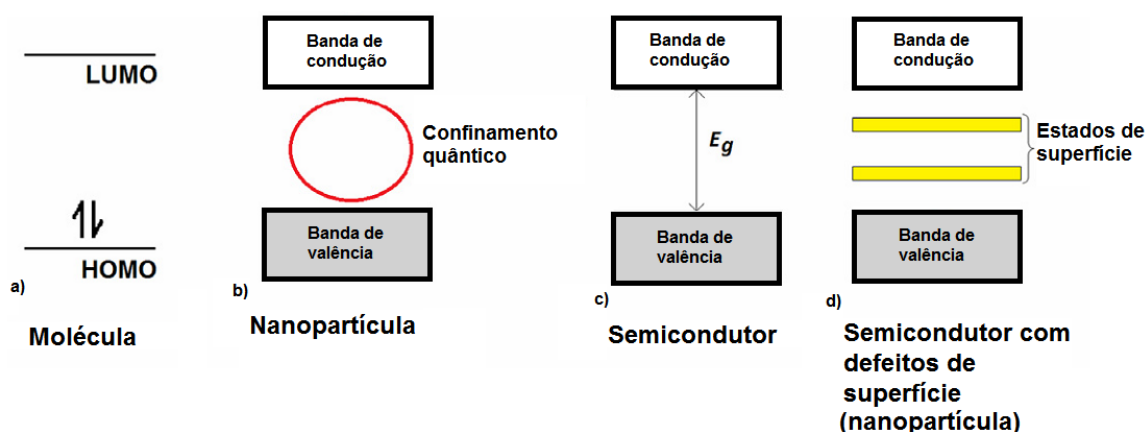 LUMO
HOMO
a)
Molécula
Banda de
condução
Confinamento
quântico
Banda de
valência
b)
Nanopartícula
Banda de
condução
Eg
Banda de
valência
c)
Semicondutor
Banda de
condução
Estados de
superfície
Banda de
valência
d)
Semicondutor com
defeitos de
superfície
(nanopartícula)